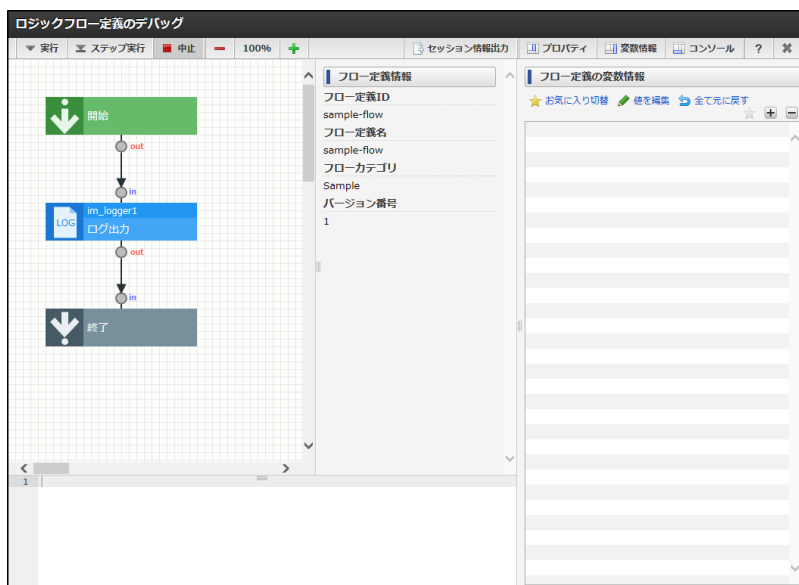 ロジックフロー定義のデバッグ
実行 ステップ実行 中止 100% セッション情報出力 プロパティ 変数情報 コンソール ?
開始
out
in
im_logger1
LOG
ログ出力
out
in
終了
フロー定義情報
フロー定義ID
sample-flow
フロー定義名
sample-flow
フローカテゴリ
Sample
バージョン番号
1
フロー定義の変数情報
お気に入り切替 値を編集 全て元に戻す
1